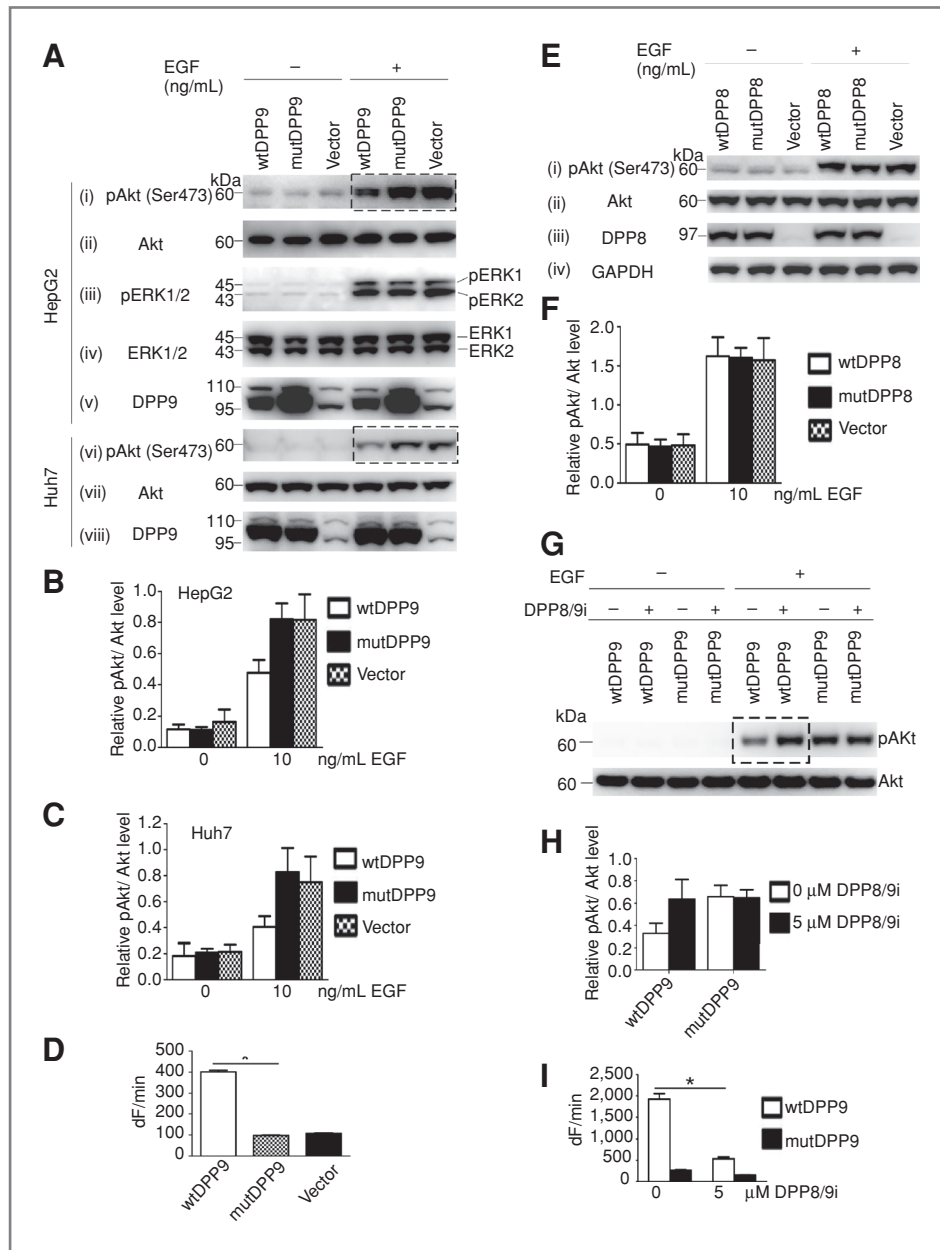 A
EGF
(ng/mL)
−
+
wtDPP9
mutDPP9
Vector
wtDPP9
mutDPP9
Vector
kDa
HepG2
(i) pAkt (Ser473) 60
(ii) Akt 60
(iii) pERK1/2 45 43 pERK1 pERK2
(iv) ERK1/2 45 43 ERK1 ERK2
(v) DPP9 110 95
Huh7
(vi) pAkt (Ser473) 60
(vii) Akt 60
(viii) DPP9 110 95
B
HepG2
Relative pAkt/ Akt level
1.0
0.8
0.6
0.4
0.2
0.0
0 10 ng/mL EGF
wtDPP9
mutDPP9
Vector
C
Huh7
Relative pAkt/ Akt level
1.2
1.0
0.8
0.6
0.4
0.2
0.0
0 10 ng/mL EGF
wtDPP9
mutDPP9
Vector
D
dF/min
400
300
200
100
0
wtDPP9
mutDPP9
Vector
E
EGF
(ng/mL)
−
+
wtDPP8
mutDPP8
Vector
wtDPP8
mutDPP8
Vector
kDa
(i) pAkt (Ser473) 60
(ii) Akt 60
(iii) DPP8 97
(iv) GAPDH
F
Relative pAkt/ Akt level
2.0
1.5
1.0
0.5
0.0
0 10 ng/mL EGF
wtDPP8
mutDPP8
Vector
G
EGF − +
DPP8/9i − + − + − + − +
wtDPP9
wtDPP9
mutDPP9
mutDPP9
wtDPP9
wtDPP9
mutDPP9
mutDPP9
kDa
60 pAKt
60 Akt
H
Relative pAkt/ Akt level
1.0
0.8
0.6
0.4
0.2
0.0
wtDPP9
mutDPP9
0 μM DPP8/9i
5 μM DPP8/9i
I
dF/min
2,500
2,000
1,500
1,000
500
0
*
0 5 μM DPP8/9i
wtDPP9
mutDPP9